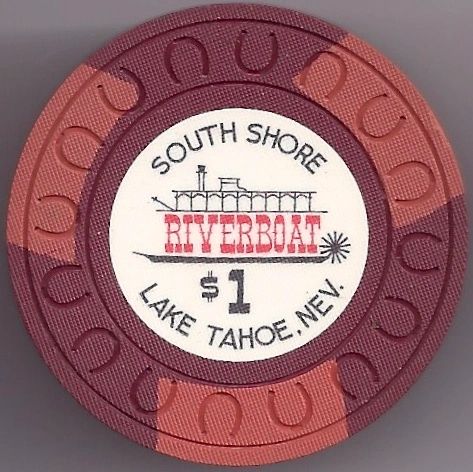 SOUTH SHORE
RIVERBOAT
$1
LAKE TAHOE, NEV.